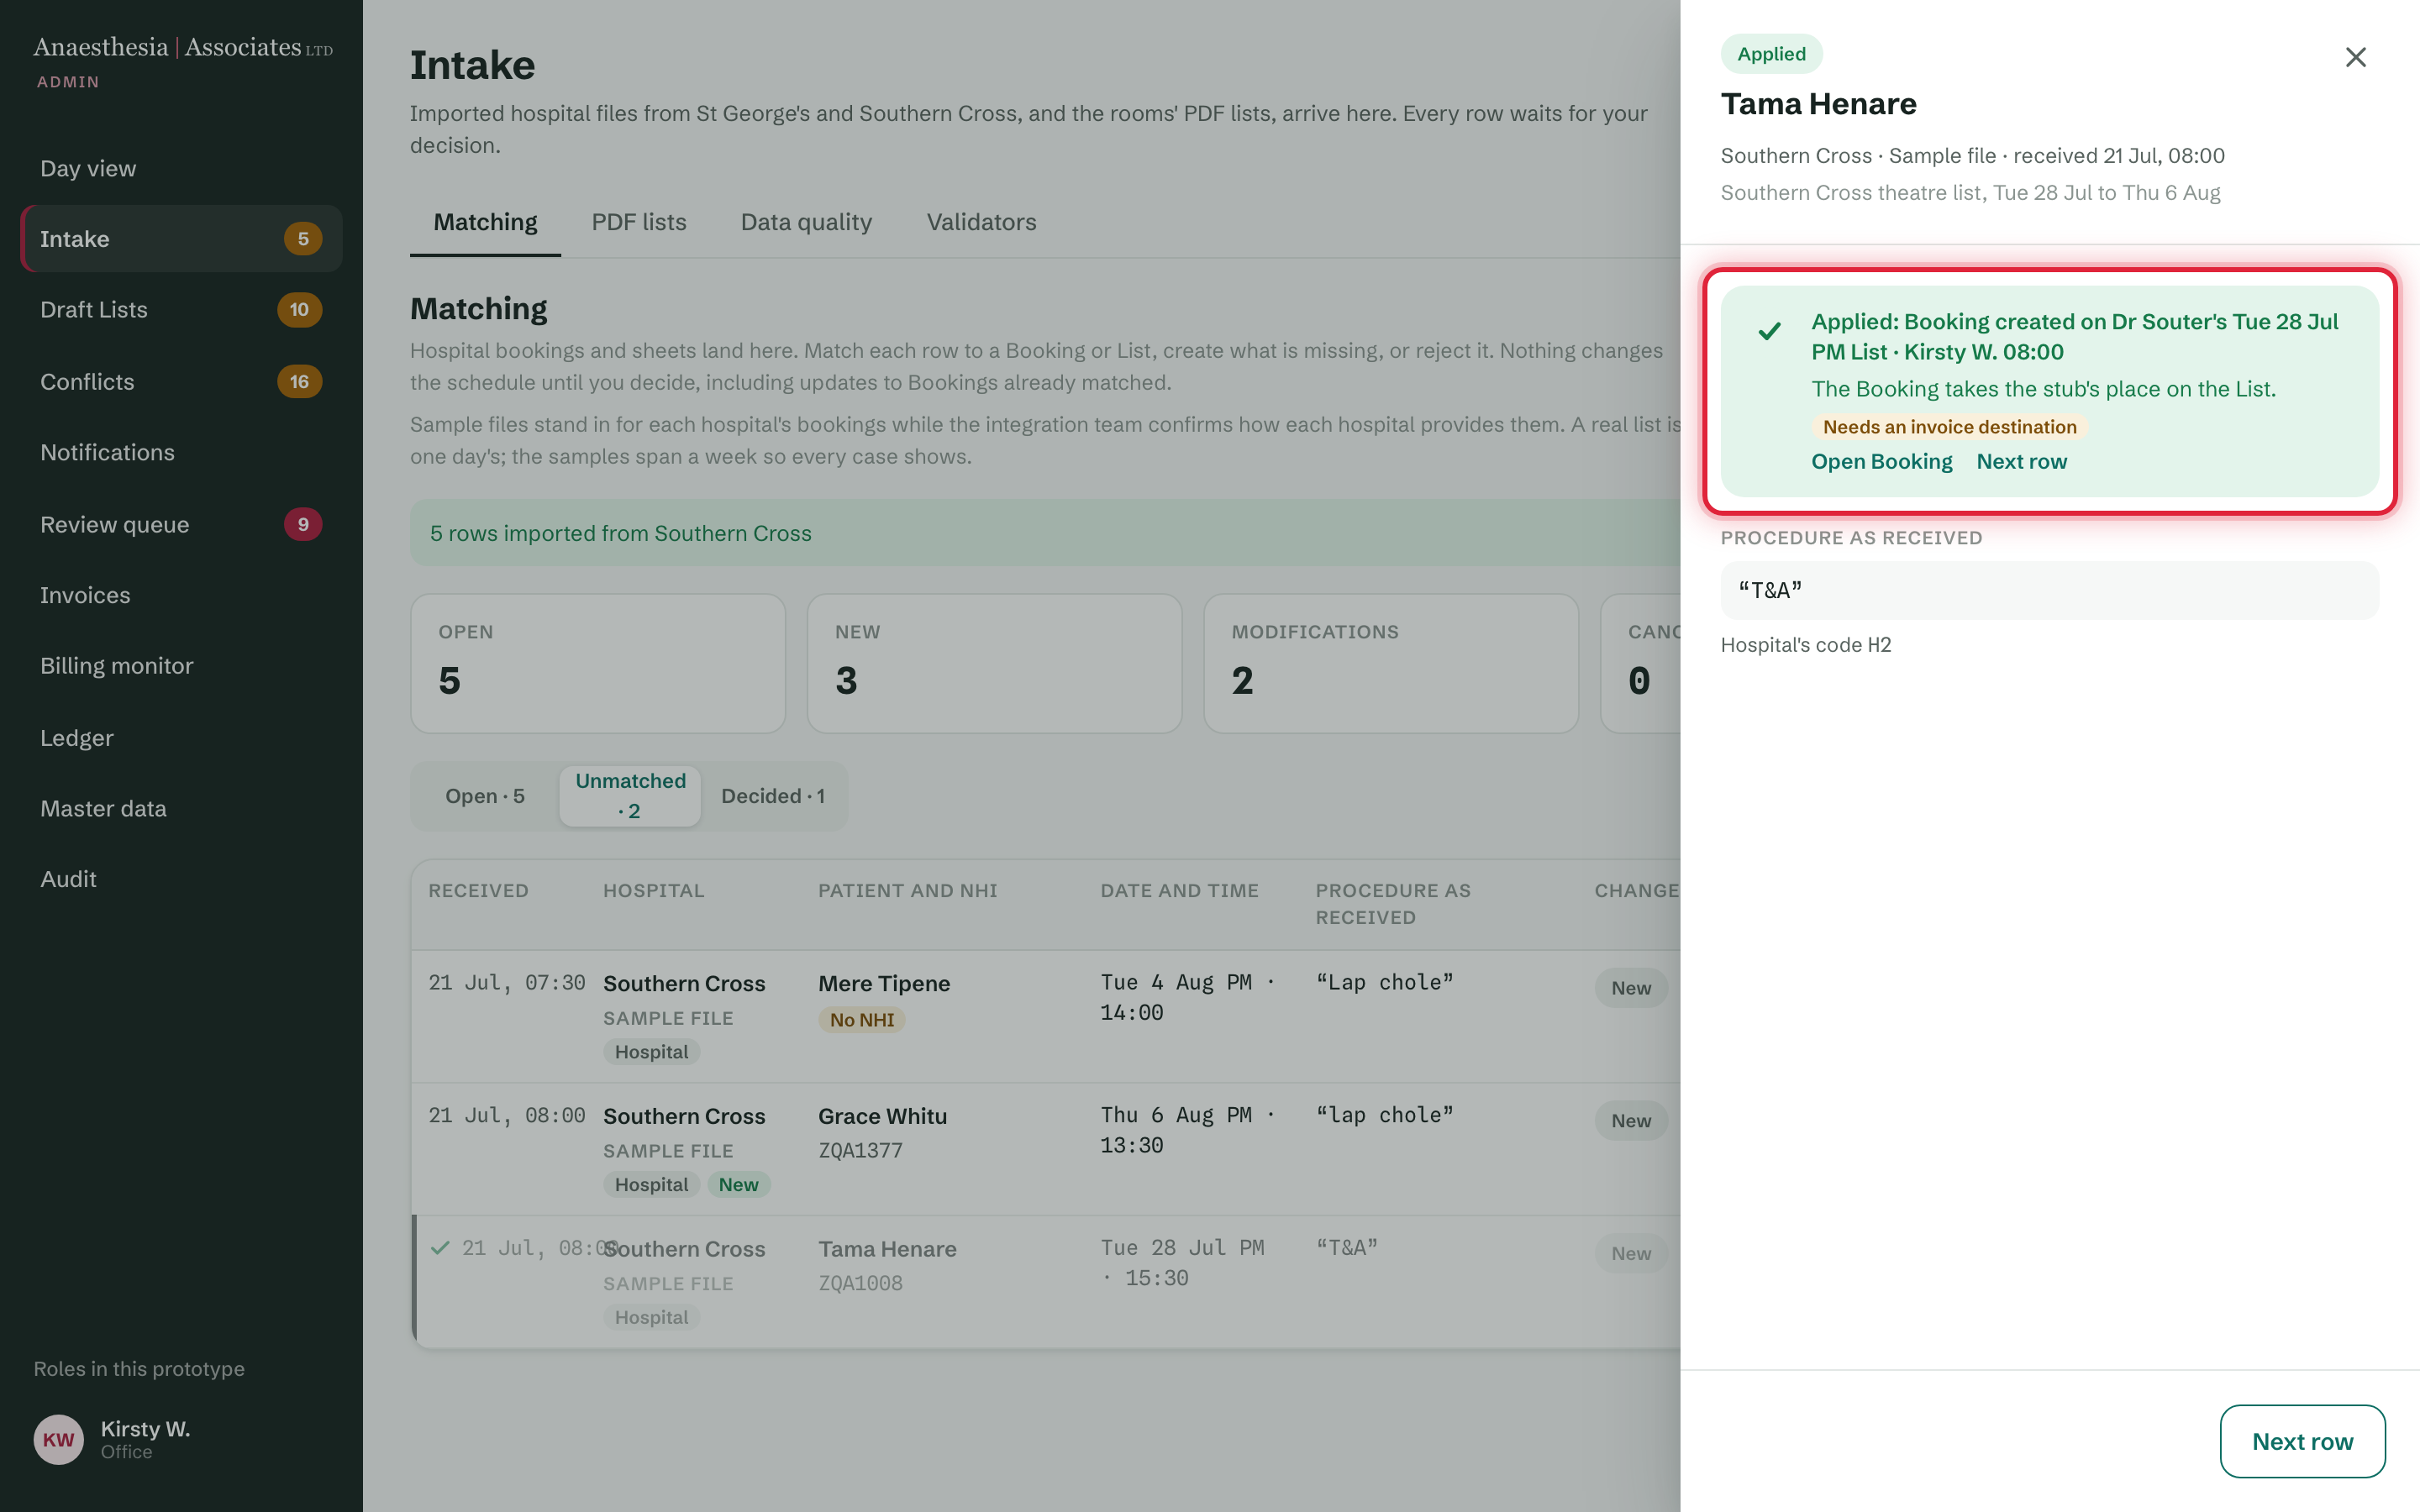 Anaesthesia | Associates LTD
ADMIN
Day view
Intake 5
Draft Lists 10
Conflicts 16
Notifications
Review queue 9
Invoices
Billing monitor
Ledger
Master data
Audit
Roles in this prototype
KW Kirsty W.
Office
Intake
Imported hospital files from St George's and Southern Cross, and the rooms' PDF lists, arrive here. Every row waits for your
decision.
Matching PDF lists Data quality Validators
Matching
Hospital bookings and sheets land here. Match each row to a Booking or List, create what is missing, or reject it. Nothing changes
the schedule until you decide, including updates to Bookings already matched.
Sample files stand in for each hospital's bookings while the integration team confirms how each hospital provides them. A real list is
one day's; the samples span a week so every case shows.
5 rows imported from Southern Cross
OPEN
5
NEW
3
MODIFICATIONS
2
CANC
0
Open · 5
Unmatched
· 2
Decided · 1
RECEIVED HOSPITAL PATIENT AND NHI DATE AND TIME PROCEDURE AS CHANGE
RECEIVED
21 Jul, 07:30 Southern Cross Mere Tipene Tue 4 Aug PM · “Lap chole” New
SAMPLE FILE No NHI 14:00
Hospital
21 Jul, 08:00 Southern Cross Grace Whitu Thu 6 Aug PM · “lap chole” New
SAMPLE FILE ZQA1377 13:30
Hospital New
21 Jul, 08:00 Southern Cross Tama Henare Tue 28 Jul PM “T&A” New
SAMPLE FILE ZQA1008 · 15:30
Hospital
Applied
Tama Henare
Southern Cross · Sample file · received 21 Jul, 08:00
Southern Cross theatre list, Tue 28 Jul to Thu 6 Aug
Applied: Booking created on Dr Souter's Tue 28 Jul
PM List · Kirsty W. 08:00
The Booking takes the stub's place on the List.
Needs an invoice destination
Open Booking Next row
PROCEDURE AS RECEIVED
“T&A”
Hospital's code H2
Next row